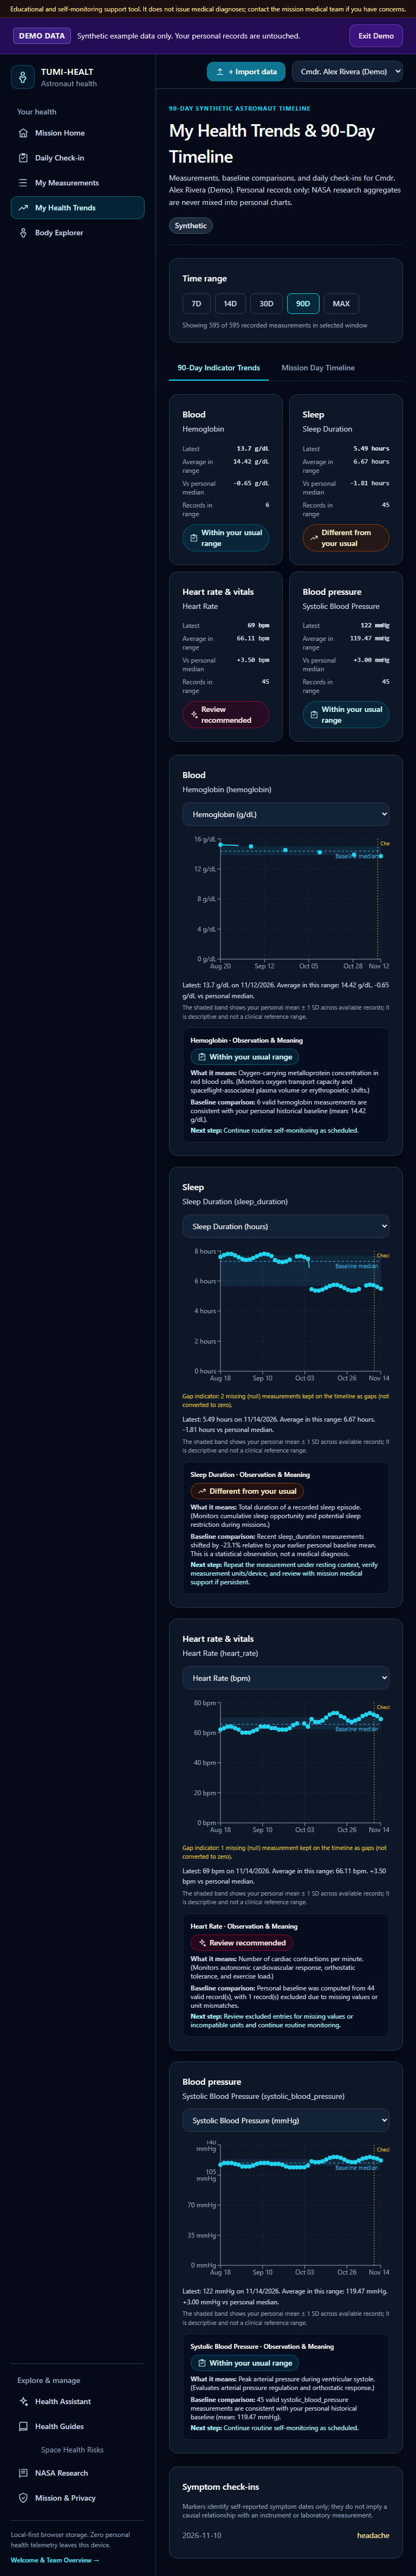 Educational and self-monitoring support tool. It does not issue medical diagnoses; contact the mission medical team if you have concerns.
DEMO DATA Synthetic example data only. Your personal records are untouched. Exit Demo
TUMI-HEALT
Astronaut health
+ Import data
Cmdr. Alex Rivera (Demo)
Your health
Mission Home
Daily Check-in
My Measurements
My Health Trends
Body Explorer
90-DAY SYNTHETIC ASTRONAUT TIMELINE
My Health Trends & 90-Day
Timeline
Measurements, baseline comparisons, and daily check-ins for Cmdr.
Alex Rivera (Demo). Personal records only: NASA research aggregates
are never mixed into personal charts.
Synthetic
Time range
7D 14D 30D 90D MAX
Showing 595 of 595 recorded measurements in selected window
90-Day Indicator Trends Mission Day Timeline
Blood
Hemoglobin
Latest 13.7 g/dL
Average in range 14.42 g/dL
Vs personal median -0.65 g/dL
Records in range 6
Within your usual range
Sleep
Sleep Duration
Latest 5.49 hours
Average in range 6.67 hours
Vs personal median -1.81 hours
Records in range 45
Different from your usual
Heart rate & vitals
Heart Rate
Latest 69 bpm
Average in range 66.11 bpm
Vs personal median +3.50 bpm
Records in range 45
Review recommended
Blood pressure
Systolic Blood Pressure
Latest 122 mmHg
Average in range 119.47 mmHg
Vs personal median +3.00 mmHg
Records in range 45
Within your usual range
Blood
Hemoglobin (hemoglobin)
Hemoglobin (g/dL)
16 g/dL
Che
Baseline median
12 g/dL
8 g/dL
4 g/dL
0 g/dL
Aug 20 Sep 12 Oct 05 Oct 28 Nov 12
Latest: 13.7 g/dL on 11/12/2026. Average in this range: 14.42 g/dL. -0.65
g/dL vs personal median.
The shaded band shows your personal mean ± 1 SD across available records; it
is descriptive and not a clinical reference range.
Hemoglobin · Observation & Meaning
Within your usual range
What it means: Oxygen-carrying metalloprotein concentration in
red blood cells. (Monitors oxygen transport capacity and
spaceflight-associated plasma volume or erythropoietic shifts.)
Baseline comparison: 6 valid hemoglobin measurements are
consistent with your personal historical baseline (mean: 14.42
g/dL).
Next step: Continue routine self-monitoring as scheduled.
Sleep
Sleep Duration (sleep_duration)
Sleep Duration (hours)
8 hours
Checl
Baseline median
6 hours
4 hours
2 hours
0 hours
Aug 18 Sep 10 Oct 03 Oct 26 Nov 14
Gap indicator: 2 missing (null) measurements kept on the timeline as gaps (not
converted to zero).
Latest: 5.49 hours on 11/14/2026. Average in this range: 6.67 hours.
-1.81 hours vs personal median.
The shaded band shows your personal mean ± 1 SD across available records; it
is descriptive and not a clinical reference range.
Sleep Duration · Observation & Meaning
Different from your usual
What it means: Total duration of a recorded sleep episode.
(Monitors cumulative sleep opportunity and potential sleep
restriction during missions.)
Baseline comparison: Recent sleep_duration measurements
shifted by -23.1% relative to your earlier personal baseline mean.
This is a statistical observation, not a medical diagnosis.
Next step: Repeat the measurement under resting context, verify
measurement units/device, and review with mission medical
support if persistent.
Heart rate & vitals
Heart Rate (heart_rate)
Heart Rate (bpm)
80 bpm
Checl
Baseline median
60 bpm
40 bpm
20 bpm
0 bpm
Aug 18 Sep 10 Oct 03 Oct 26 Nov 14
Gap indicator: 1 missing (null) measurement kept on the timeline as gaps (not
converted to zero).
Latest: 69 bpm on 11/14/2026. Average in this range: 66.11 bpm. +3.50
bpm vs personal median.
The shaded band shows your personal mean ± 1 SD across available records; it
is descriptive and not a clinical reference range.
Heart Rate · Observation & Meaning
Review recommended
What it means: Number of cardiac contractions per minute.
(Monitors autonomic cardiovascular response, orthostatic
tolerance, and exercise load.)
Baseline comparison: Personal baseline was computed from 44
valid record(s), with 1 record(s) excluded due to missing values or
unit mismatches.
Next step: Review excluded entries for missing values or
incompatible units and continue routine monitoring.
Blood pressure
Systolic Blood Pressure (systolic_blood_pressure)
Systolic Blood Pressure (mmHg)
140 mmHg
Checl
Baseline median
105 mmHg
70 mmHg
35 mmHg
0 mmHg
Aug 18 Sep 10 Oct 03 Oct 26 Nov 14
Latest: 122 mmHg on 11/14/2026. Average in this range: 119.47 mmHg.
+3.00 mmHg vs personal median.
The shaded band shows your personal mean ± 1 SD across available records; it
is descriptive and not a clinical reference range.
Systolic Blood Pressure · Observation & Meaning
Within your usual range
What it means: Peak arterial pressure during ventricular systole.
(Evaluates arterial pressure regulation and orthostatic response.)
Baseline comparison: 45 valid systolic_blood_pressure
measurements are consistent with your personal historical
baseline (mean: 119.47 mmHg).
Next step: Continue routine self-monitoring as scheduled.
Symptom check-ins
Markers identify self-reported symptom dates only; they do not imply a
causal relationship with an instrument or laboratory measurement.
2026-11-10 headache
Explore & manage
Health Assistant
Health Guides
Space Health Risks
NASA Research
Mission & Privacy
Local-first browser storage. Zero personal
health telemetry leaves this device.
Welcome & Team Overview →